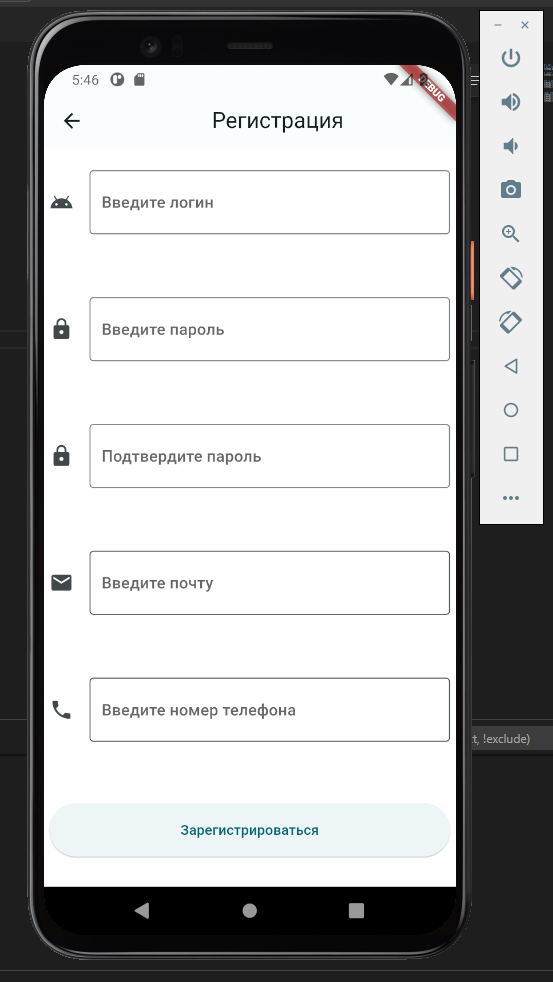 5:46
DEBUG
Регистрация
Введите логин
Введите пароль
Подтвердите пароль
Введите почту
Введите номер телефона
t, !exclude)
Зарегистрироваться